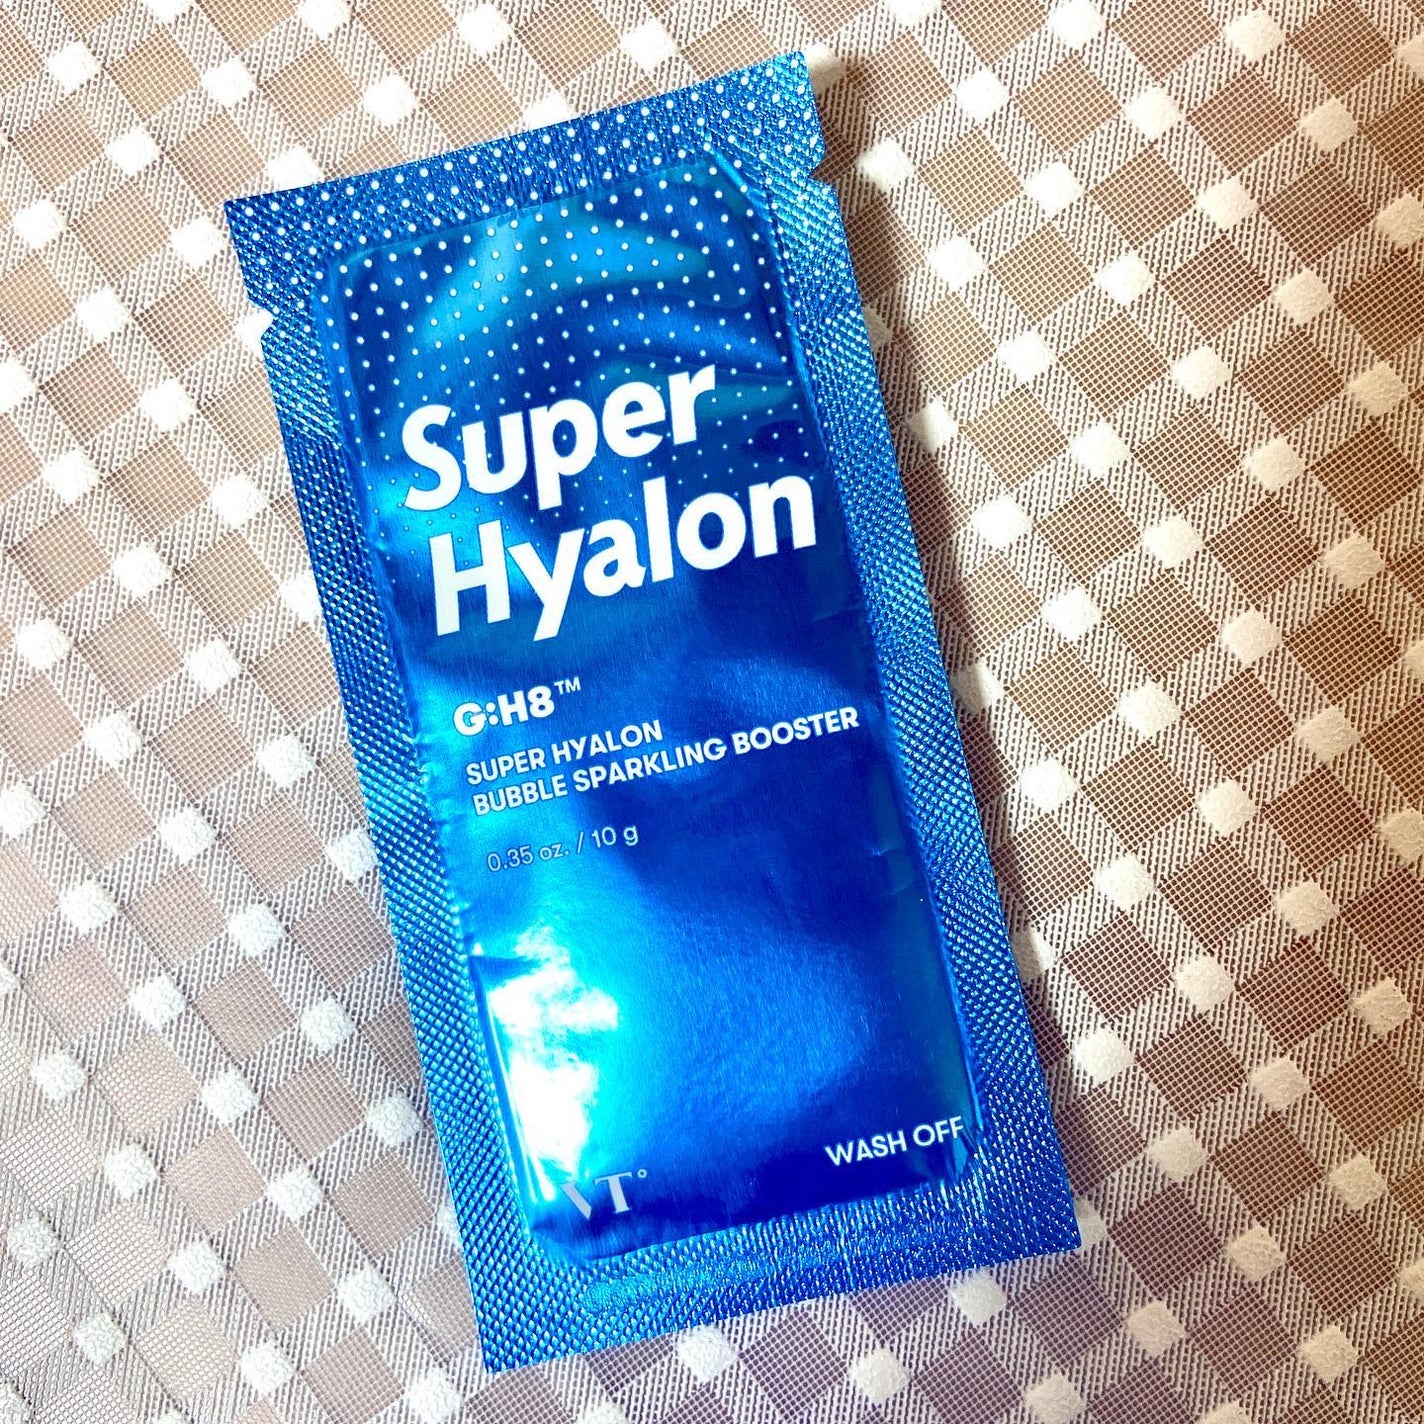 Super
Hyalon
G:H8™
SUPER HYALON
BUBBLE SPARKLING BOOSTER
0.35 oz. / 10 g
WASH OFF
VT°